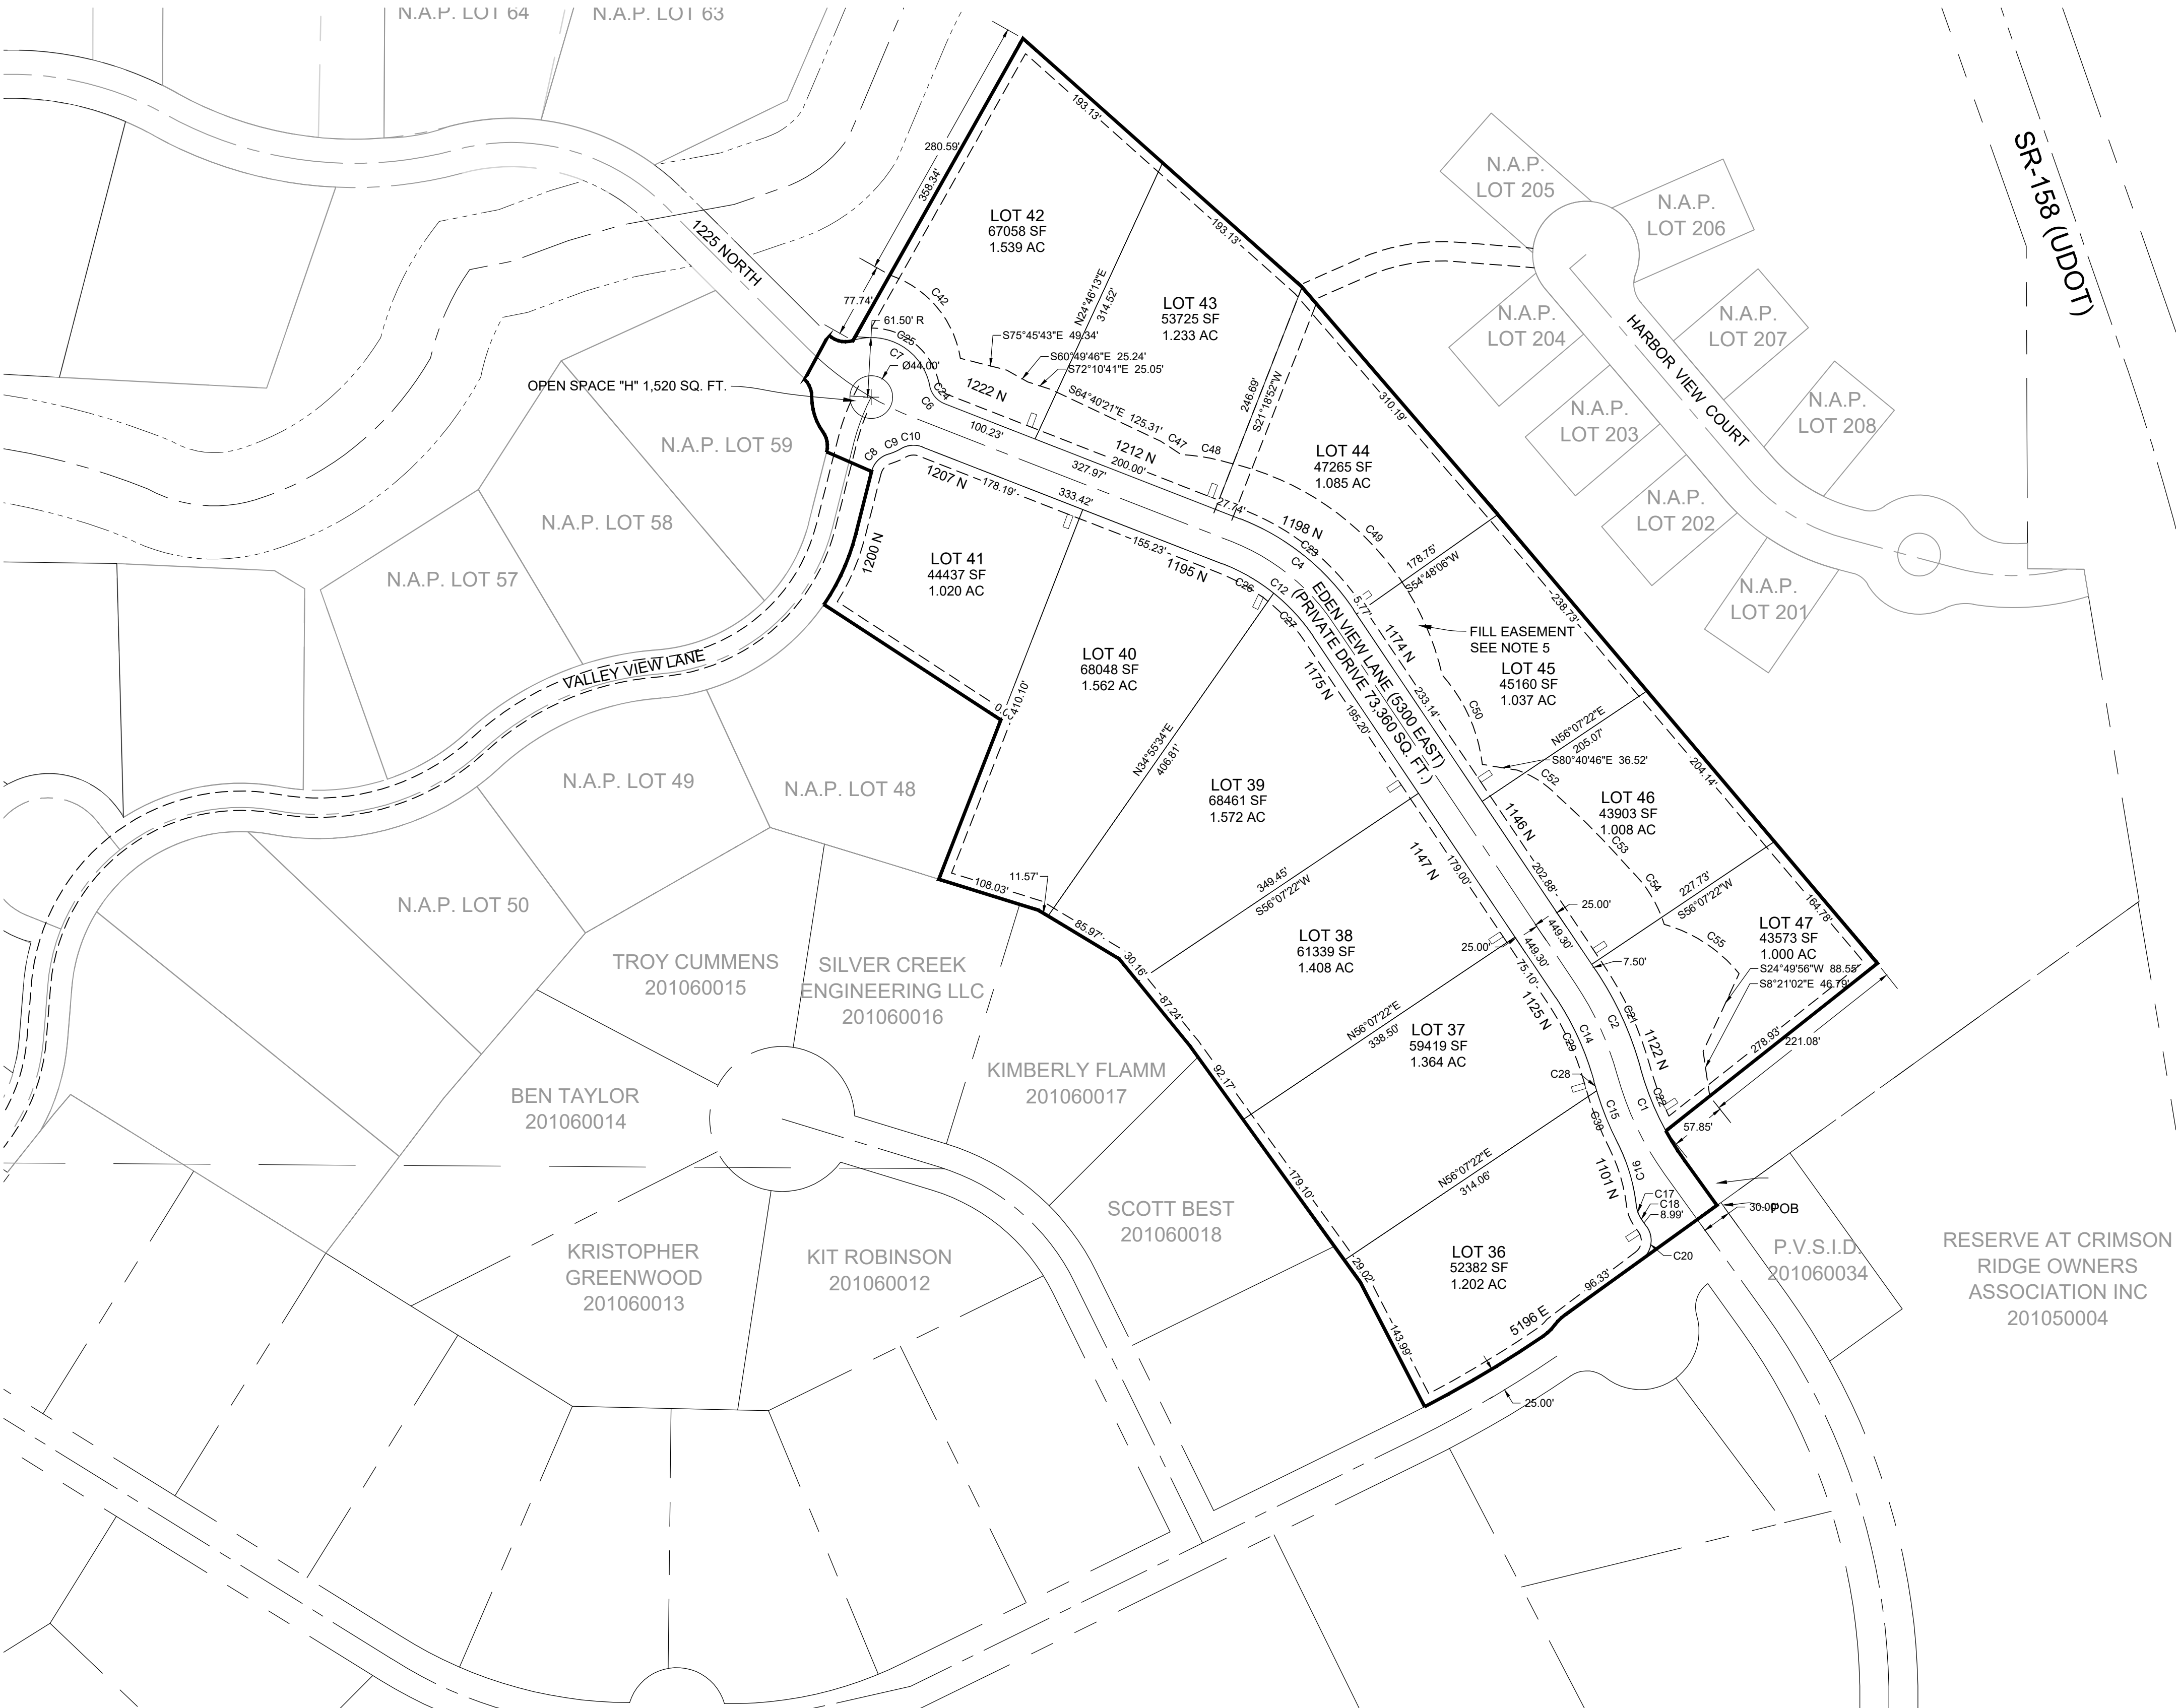 N.A.P. LOT 64
N.A.P. LOT 63
SR-158 (UDOT)
193.13'
280.59'
358.34'
LOT 42
67058 SF
1.539 AC
1225 NORTH
193.13'
N.A.P.
LOT 205
N.A.P.
LOT 206
N.A.P.
LOT 204
N.A.P.
LOT 207
HARBOR VIEW COURT
N.A.P.
LOT 203
N.A.P.
LOT 208
N.A.P.
LOT 202
N.A.P.
LOT 201
77.74'
C42
61.50' R
C25
C7
Ø44.00'
C24
C6
N24°46'13"E
314.52'
LOT 43
53725 SF
1.233 AC
S75°45'43"E 49.34'
S60°49'46"E 25.24'
S72°10'41"E 25.05'
S64°40'21"E 125.31'
C47
C48
246.69'
S21°18'52"W
310.19'
OPEN SPACE "H" 1,520 SQ. FT.
1222 N
100.23'
1212 N
200.00'
327.97'
27.74'
LOT 44
47265 SF
1.085 AC
C8
C9
C10
1207 N
178.19'
333.42'
1198 N
C23
C4
C49
178.75'
S54°48'06"W
N.A.P. LOT 59
N.A.P. LOT 58
N.A.P. LOT 57
1200 N
LOT 41
44437 SF
1.020 AC
155.23'
1195 N
C26
C12
C27
5.77'
EDEN VIEW LANE (5300 EAST)
(PRIVATE DRIVE 73,360 SQ. FT.)
1174 N
238.73'
FILL EASEMENT
SEE NOTE 5
LOT 45
45160 SF
1.037 AC
VALLEY VIEW LANE
LOT 40
68048 SF
1.562 AC
410.10'
1175 N
195.20'
233.14'
C50
N56°07'22"E
205.07'
S80°40'46"E 36.52'
204.14'
N34°55'34"E
406.81'
LOT 39
68461 SF
1.572 AC
C52
LOT 46
43903 SF
1.008 AC
C53
C54
1146 N
N.A.P. LOT 49
N.A.P. LOT 48
N.A.P. LOT 50
11.57'
108.03'
85.97'
349.45'
S56°07'22"W
1147 N
179.00'
202.88'
25.00'
227.73'
S56°07'22"W
164.78'
LOT 47
43573 SF
1.000 AC
C55
S24°49'56"W 88.55'
S8°21'02"E 46.79'
TROY CUMMENS
201060015
SILVER CREEK
ENGINEERING LLC
201060016
30.16'
87.24'
LOT 38
61339 SF
1.408 AC
25.00'
449.30'
449.30'
7.50'
75.10'
1125 N
C2
C21
1122 N
278.93'
221.08'
N56°07'22"E
338.50'
LOT 37
59419 SF
1.364 AC
C29
C14
C28
C15
C30
C1
C22
57.85'
BEN TAYLOR
201060014
KIMBERLY FLAMM
201060017
92.17'
179.10'
N56°07'22"E
314.06'
1101 N
C16
C17
C18
8.99'
30.00'
POB
C20
SCOTT BEST
201060018
KRISTOPHER
GREENWOOD
201060013
KIT ROBINSON
201060012
29.02'
LOT 36
52382 SF
1.202 AC
96.33'
5196 E
143.99'
25.00'
P.V.S.I.D.
201060034
RESERVE AT CRIMSON
RIDGE OWNERS
ASSOCIATION INC
201050004